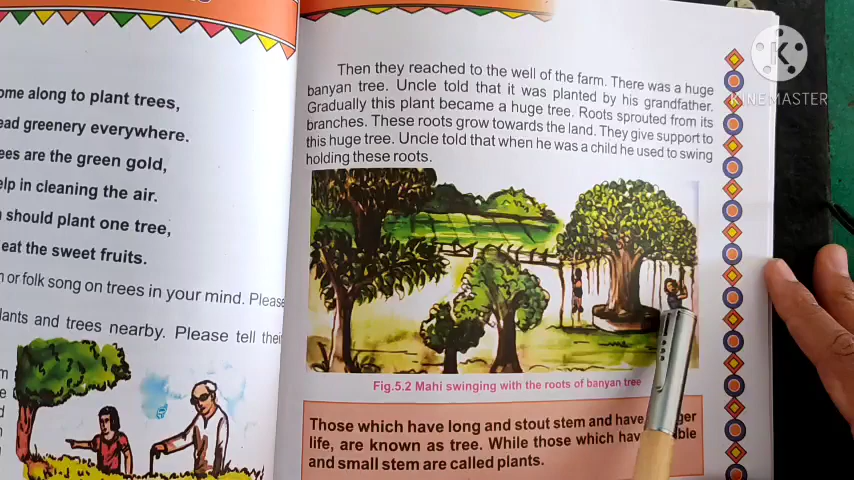 ome along to plant trees,
ead greenery everywhere.
ees are the green gold,
elp in cleaning the air.
should plant one tree,
eat the sweet fruits.
m or folk song on trees in your mind. Please
lants and trees nearby. Please tell their
Then they reached to the well of the farm. There was a huge
banyan tree. Uncle told that it was planted by his grandfather.
Gradually this plant became a huge tree. Roots sprouted from its
branches. These roots grow towards the land. They give support to
this huge tree. Uncle told that when he was a child he used to swing
holding these roots.
Fig.5.2 Mahi swinging with the roots of banyan tree
Those which have long and stout stem and have
life, are known as tree. While those which
and small stem are called plants.
KINEMASTER